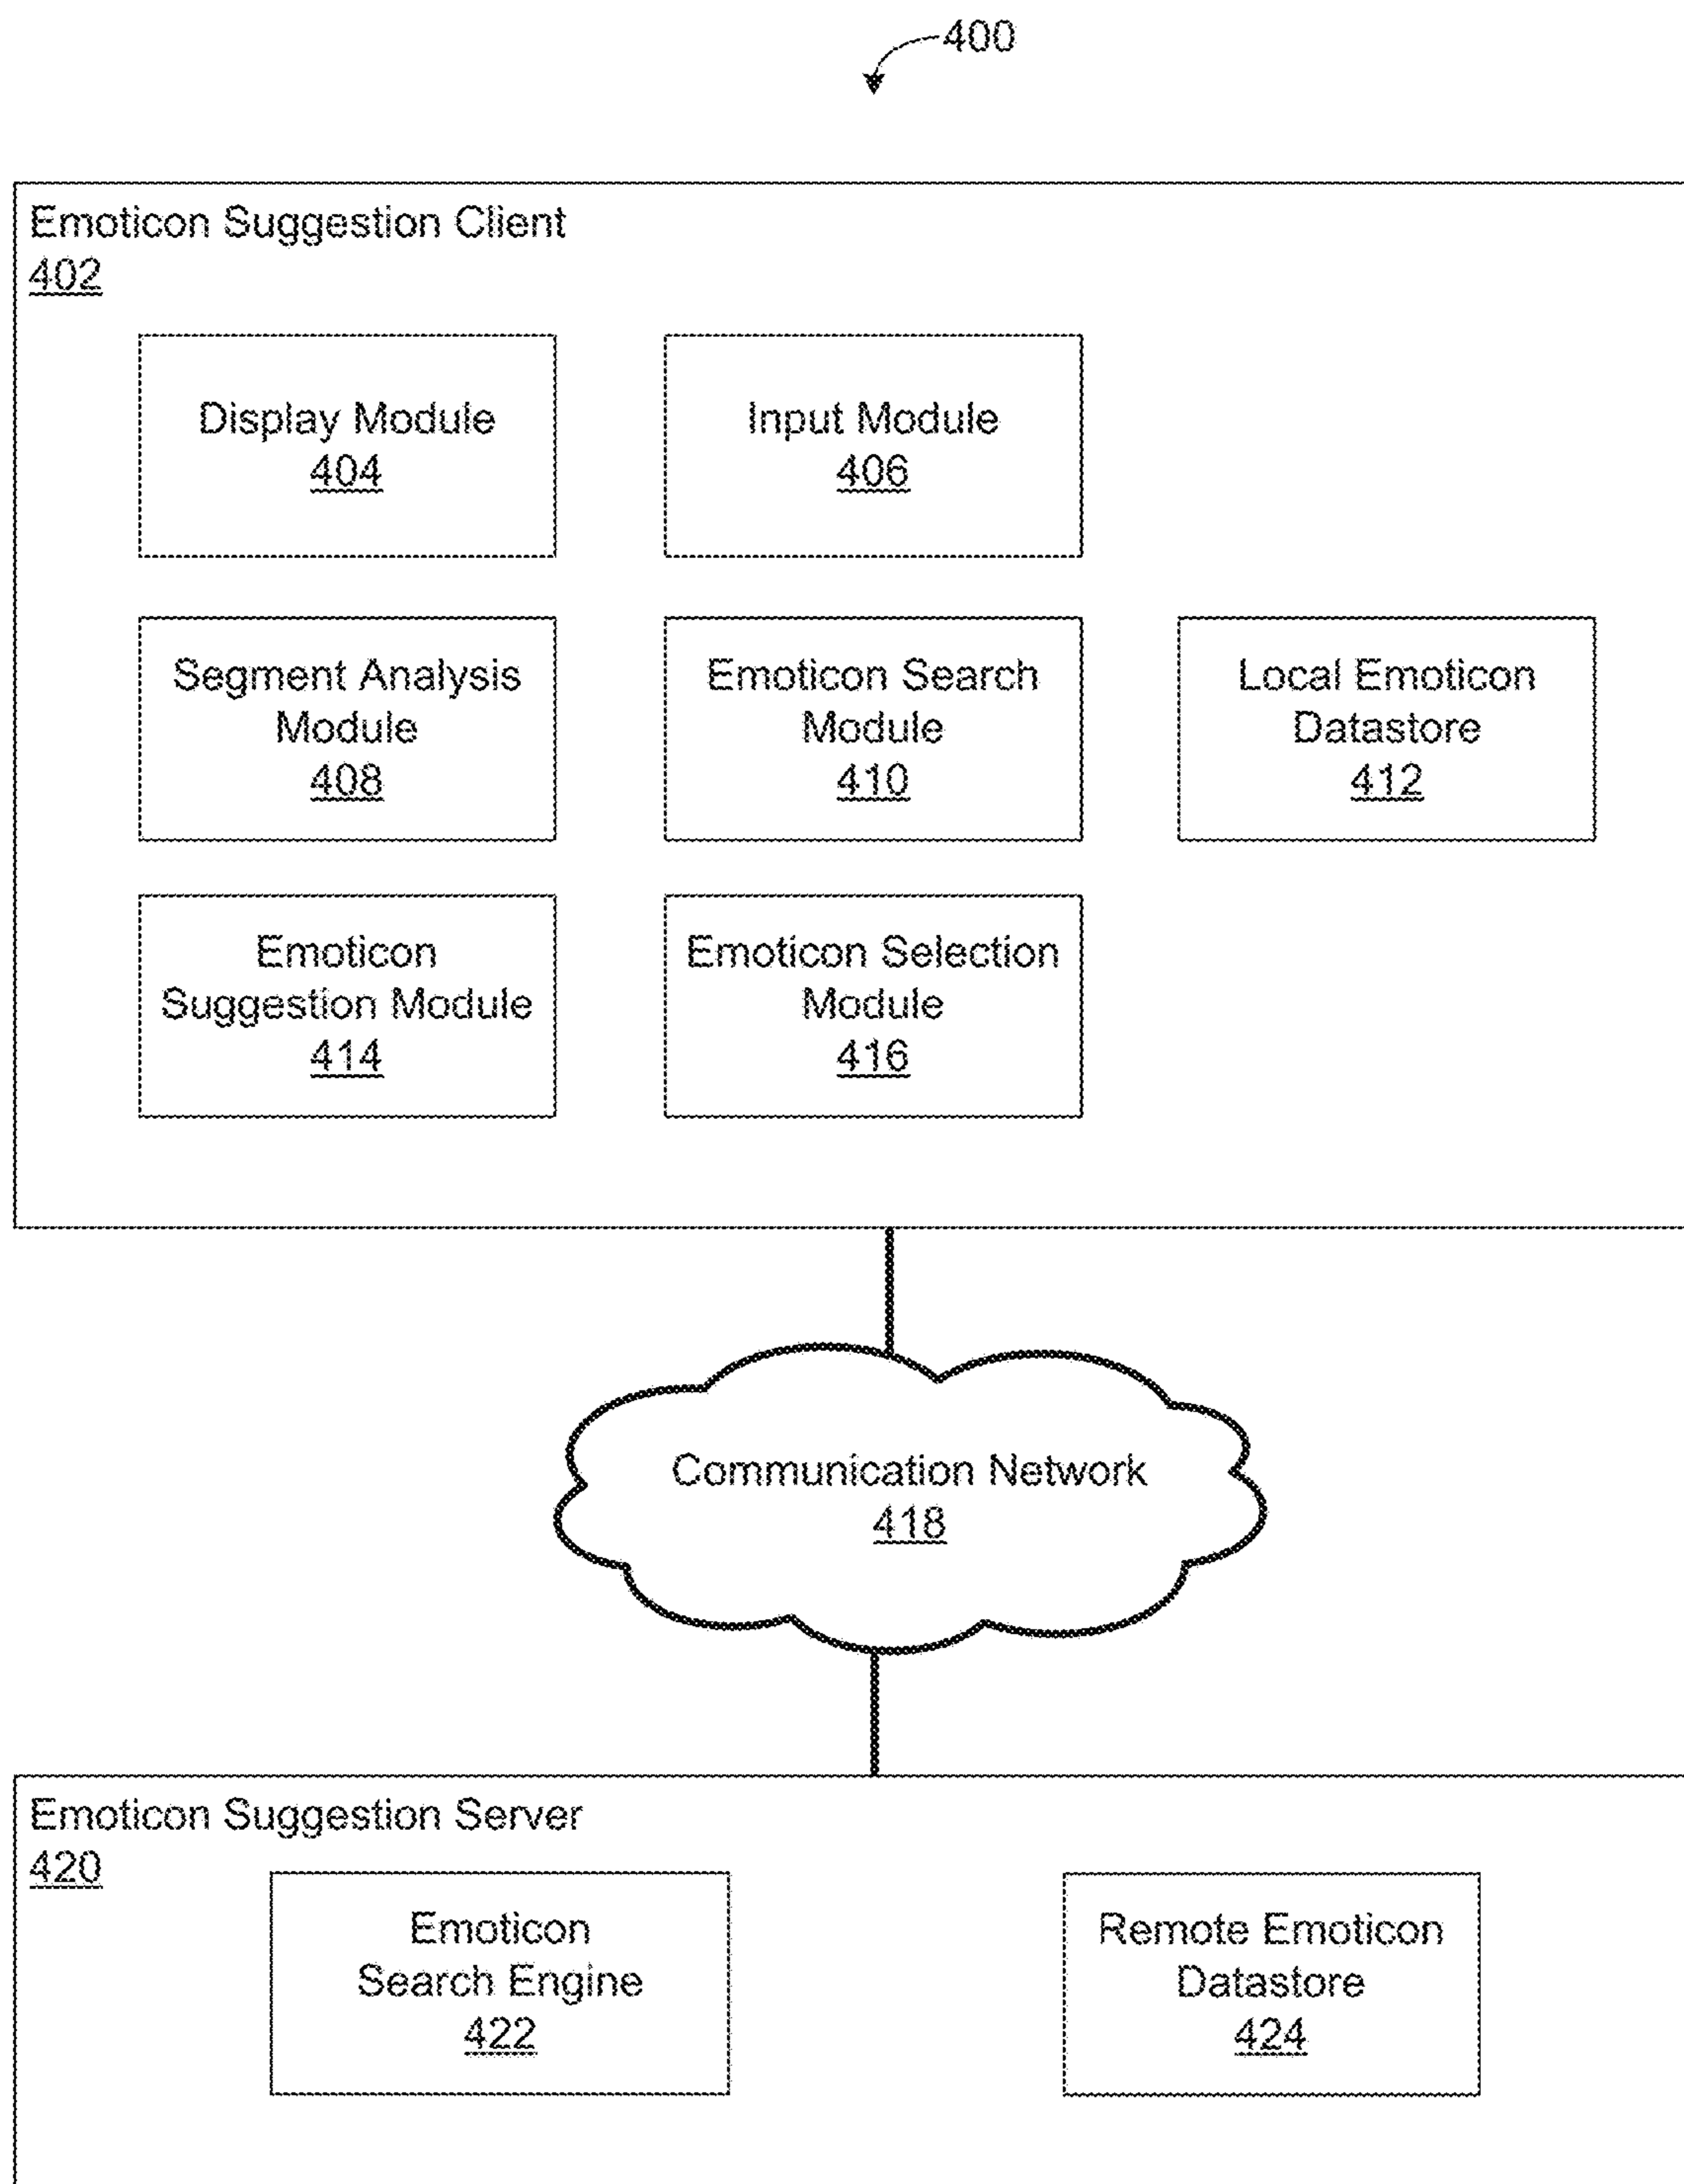 400
Emoticon Suggestion Client
402
Display Module
404
Input Module
406
Segment Analysis
Module
408
Emoticon Search
Module
410
Local Emoticon
Datastore
412
Emoticon
Suggestion Module
414
Emoticon Selection
Module
416
Communication Network
418
Emoticon Suggestion Server
420
Emoticon
Search Engine
422
Remote Emoticon
Datastore
424